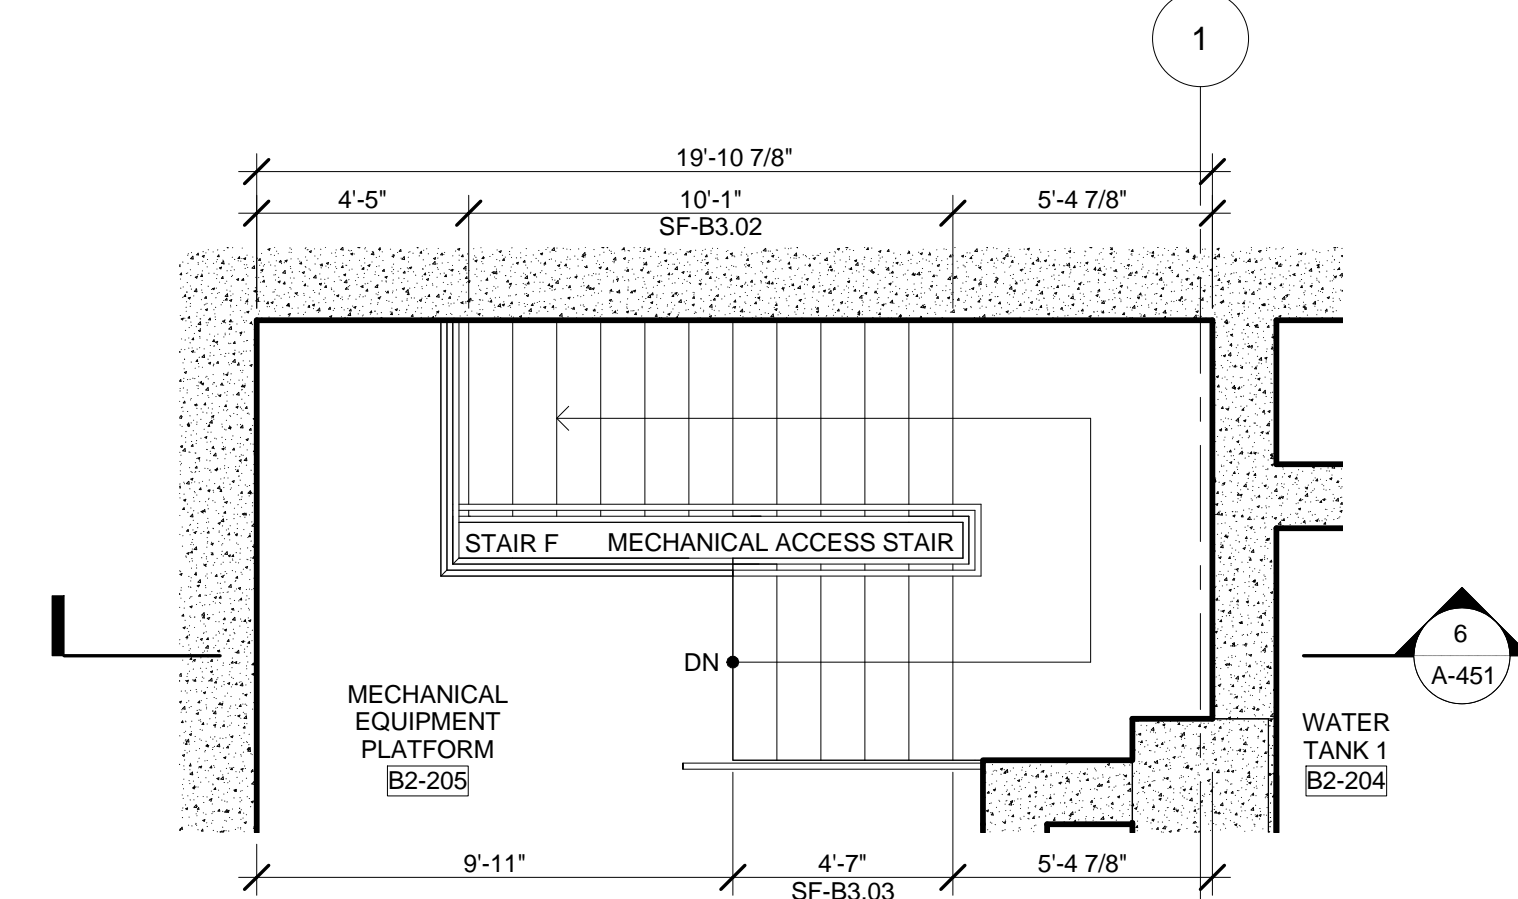 1
19'-10 7/8"
4'-5"
10'-1"
5'-4 7/8"
SF-B3.02
STAIR F
MECHANICAL ACCESS STAIR
DN
6
A-451
MECHANICAL
EQUIPMENT
PLATFORM
B2-205
WATER
TANK 1
B2-204
9'-11"
4'-7"
5'-4 7/8"
SF-B3.03